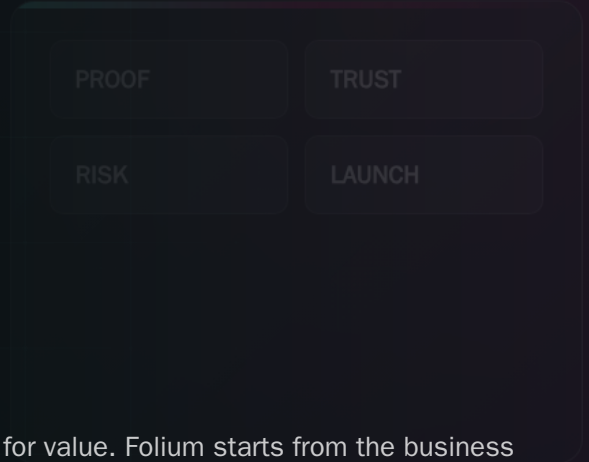 PROOF TRUST
RISK LAUNCH
for value. Folium starts from the business